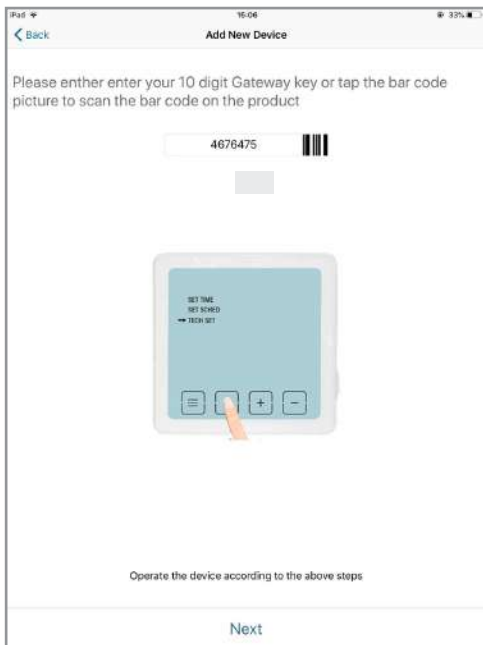 iPad 15:06 33%
Back Add New Device
Please enther enter your 10 digit Gateway key or tap the bar code
picture to scan the bar code on the product
4676475
SET TIME
SET SCHED
TECH SET
Operate the device according to the above steps
Next